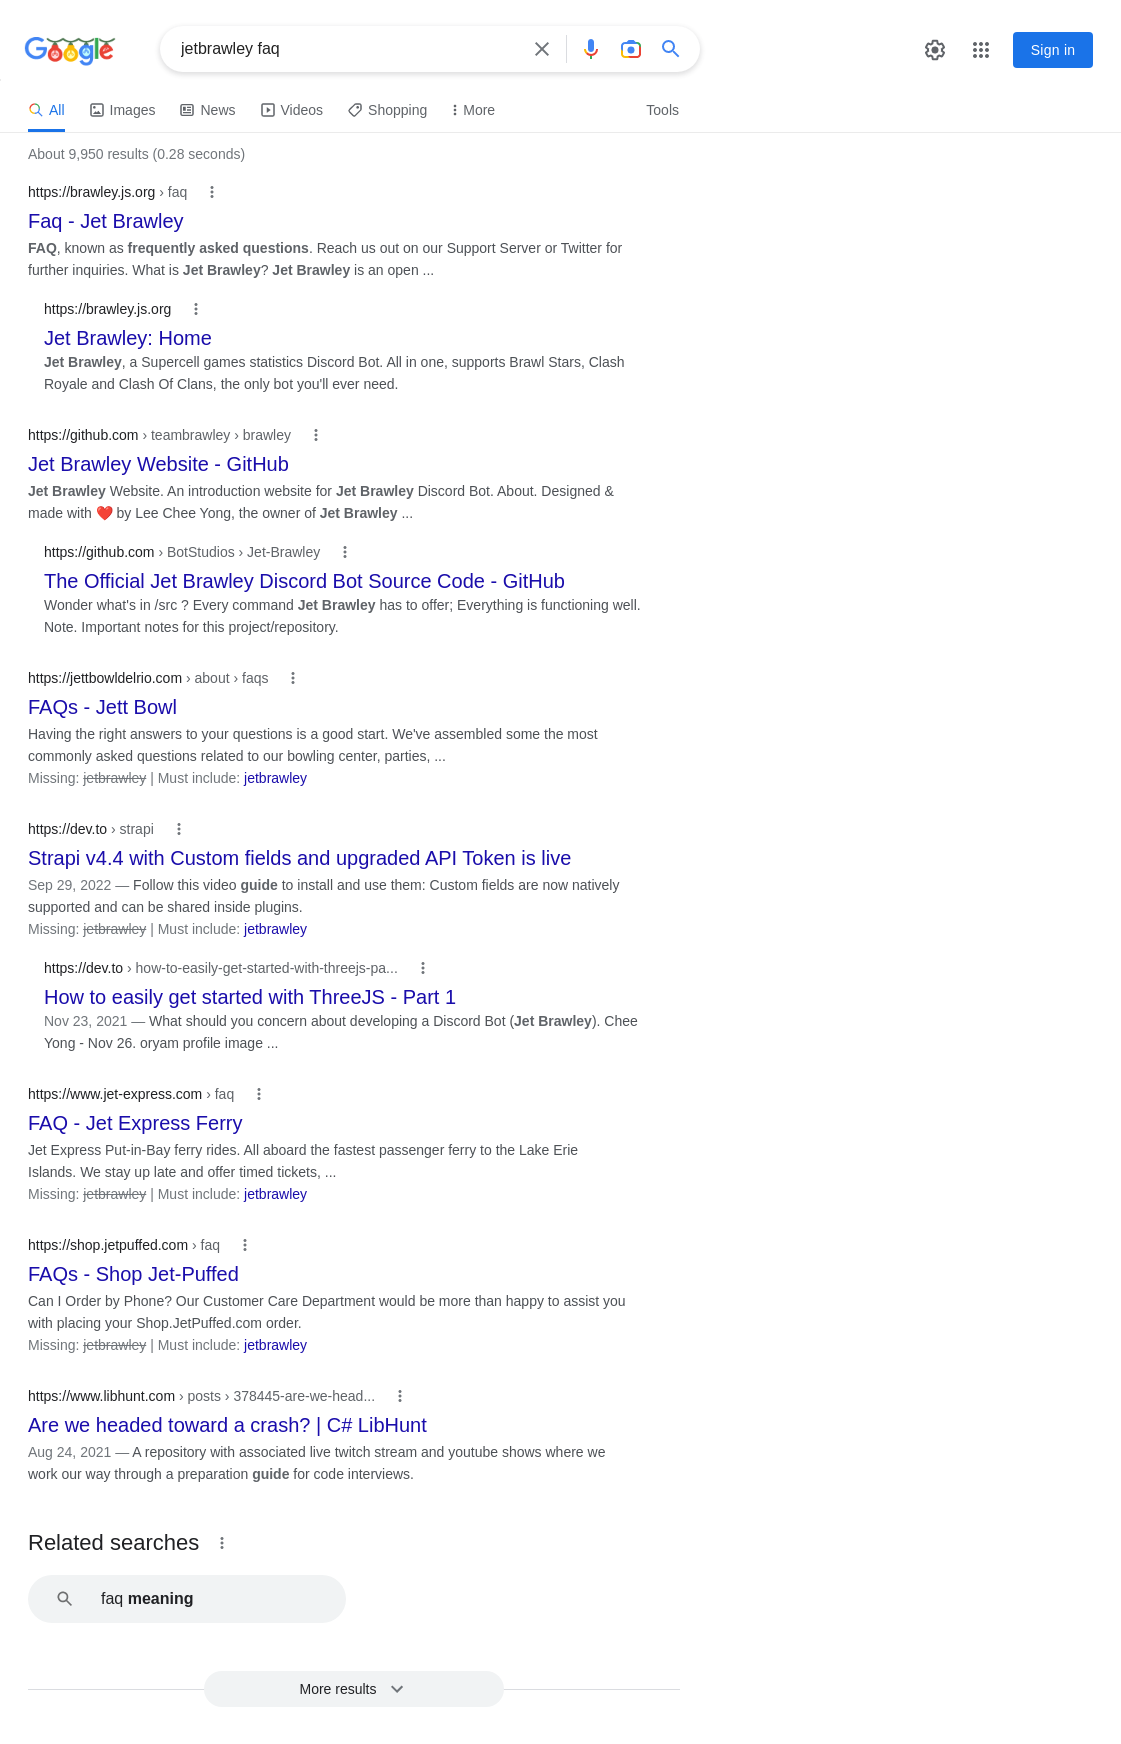 Google
jetbrawley faq
Sign in
All
Images
News
Videos
Shopping
More
Tools
About 9,950 results (0.28 seconds)
https://brawley.js.org › faq
Faq - Jet Brawley
FAQ, known as frequently asked questions. Reach us out on our Support Server or Twitter for
further inquiries. What is Jet Brawley? Jet Brawley is an open ...
https://brawley.js.org
Jet Brawley: Home
Jet Brawley, a Supercell games statistics Discord Bot. All in one, supports Brawl Stars, Clash
Royale and Clash Of Clans, the only bot you'll ever need.
https://github.com › teambrawley › brawley
Jet Brawley Website - GitHub
Jet Brawley Website. An introduction website for Jet Brawley Discord Bot. About. Designed &
made with ❤️ by Lee Chee Yong, the owner of Jet Brawley ...
https://github.com › BotStudios › Jet-Brawley
The Official Jet Brawley Discord Bot Source Code - GitHub
Wonder what's in /src ? Every command Jet Brawley has to offer; Everything is functioning well.
Note. Important notes for this project/repository.
https://jettbowldelrio.com › about › faqs
FAQs - Jett Bowl
Having the right answers to your questions is a good start. We've assembled some the most
commonly asked questions related to our bowling center, parties, ...
Missing: jetbrawley | Must include: jetbrawley
https://dev.to › strapi
Strapi v4.4 with Custom fields and upgraded API Token is live
Sep 29, 2022 — Follow this video guide to install and use them: Custom fields are now natively
supported and can be shared inside plugins.
Missing: jetbrawley | Must include: jetbrawley
https://dev.to › how-to-easily-get-started-with-threejs-pa...
How to easily get started with ThreeJS - Part 1
Nov 23, 2021 — What should you concern about developing a Discord Bot (Jet Brawley). Chee
Yong - Nov 26. oryam profile image ...
https://www.jet-express.com › faq
FAQ - Jet Express Ferry
Jet Express Put-in-Bay ferry rides. All aboard the fastest passenger ferry to the Lake Erie
Islands. We stay up late and offer timed tickets, ...
Missing: jetbrawley | Must include: jetbrawley
https://shop.jetpuffed.com › faq
FAQs - Shop Jet-Puffed
Can I Order by Phone? Our Customer Care Department would be more than happy to assist you
with placing your Shop.JetPuffed.com order.
Missing: jetbrawley | Must include: jetbrawley
https://www.libhunt.com › posts › 378445-are-we-head...
Are we headed toward a crash? | C# LibHunt
Aug 24, 2021 — A repository with associated live twitch stream and youtube shows where we
work our way through a preparation guide for code interviews.
Related searches
faq meaning
More results